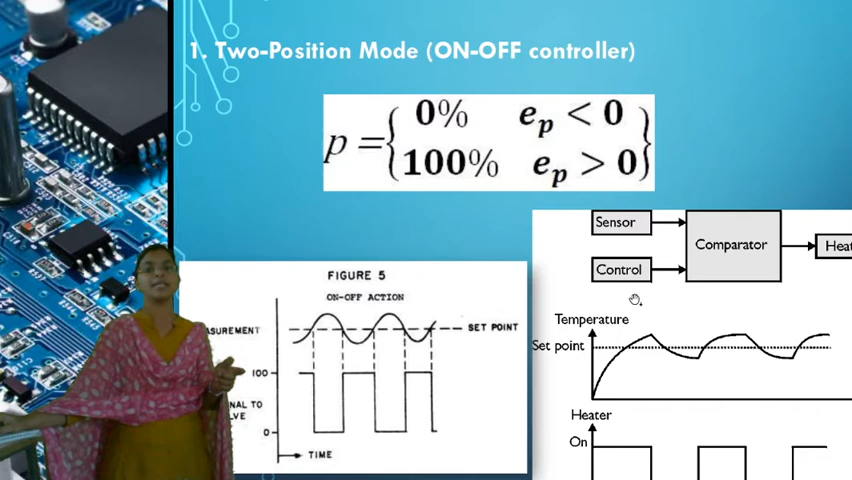 1. Two-Position Mode (ON-OFF controller)
p = { 0% e_p < 0
100% e_p > 0 }
FIGURE 5
ON-OFF ACTION
SET POINT
100
0
TIME
Sensor
Comparator
Control
Temperature
Set point
Heater
On